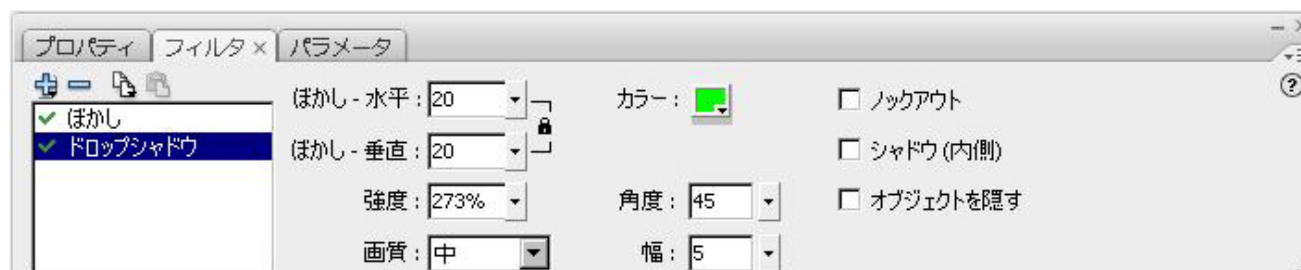 プロパティ フィルタ× パラメータ
ぼかし - 水平 : 20 カラー : ノックアウト
ぼかし
ドロップシャドウ ぼかし - 垂直 : 20 シャドウ (内側)
強度 : 273% 角度 : 45 オブジェクトを隠す
画質 : 中 幅 : 5